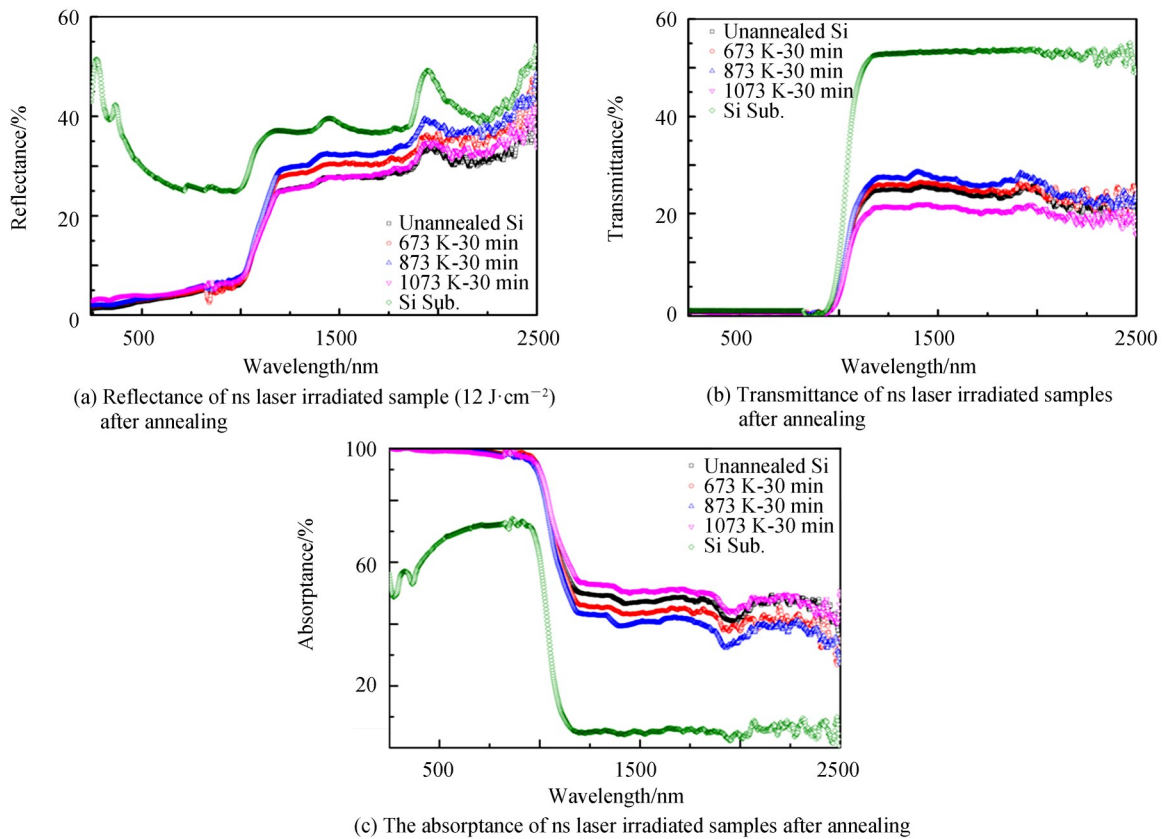 60
40
20
0
Reflectance/%
Unannealed Si
673 K-30 min
873 K-30 min
1073 K-30 min
Si Sub.
500
1500
2500
Wavelength/nm
(a) Reflectance of ns laser irradiated sample (12 J·cm⁻²)
after annealing
60
40
20
0
Transmittance/%
Unannealed Si
673 K-30 min
873 K-30 min
1073 K-30 min
Si Sub.
500
1500
2500
Wavelength/nm
(b) Transmittance of ns laser irradiated samples
after annealing
100
60
20
Absorptance/%
Unannealed Si
673 K-30 min
873 K-30 min
1073 K-30 min
Si Sub.
500
1500
2500
Wavelength/nm
(c) The absorptance of ns laser irradiated samples after annealing